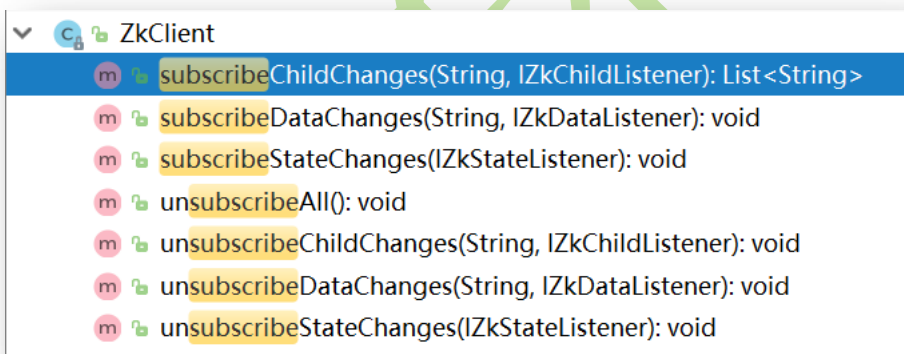 ZkClient
subscribeChildChanges(String, IZkChildListener): List<String>
subscribeDataChanges(String, IZkDataListener): void
subscribeStateChanges(IZkStateListener): void
unsubscribeAll(): void
unsubscribeChildChanges(String, IZkChildListener): void
unsubscribeDataChanges(String, IZkDataListener): void
unsubscribeStateChanges(IZkStateListener): void